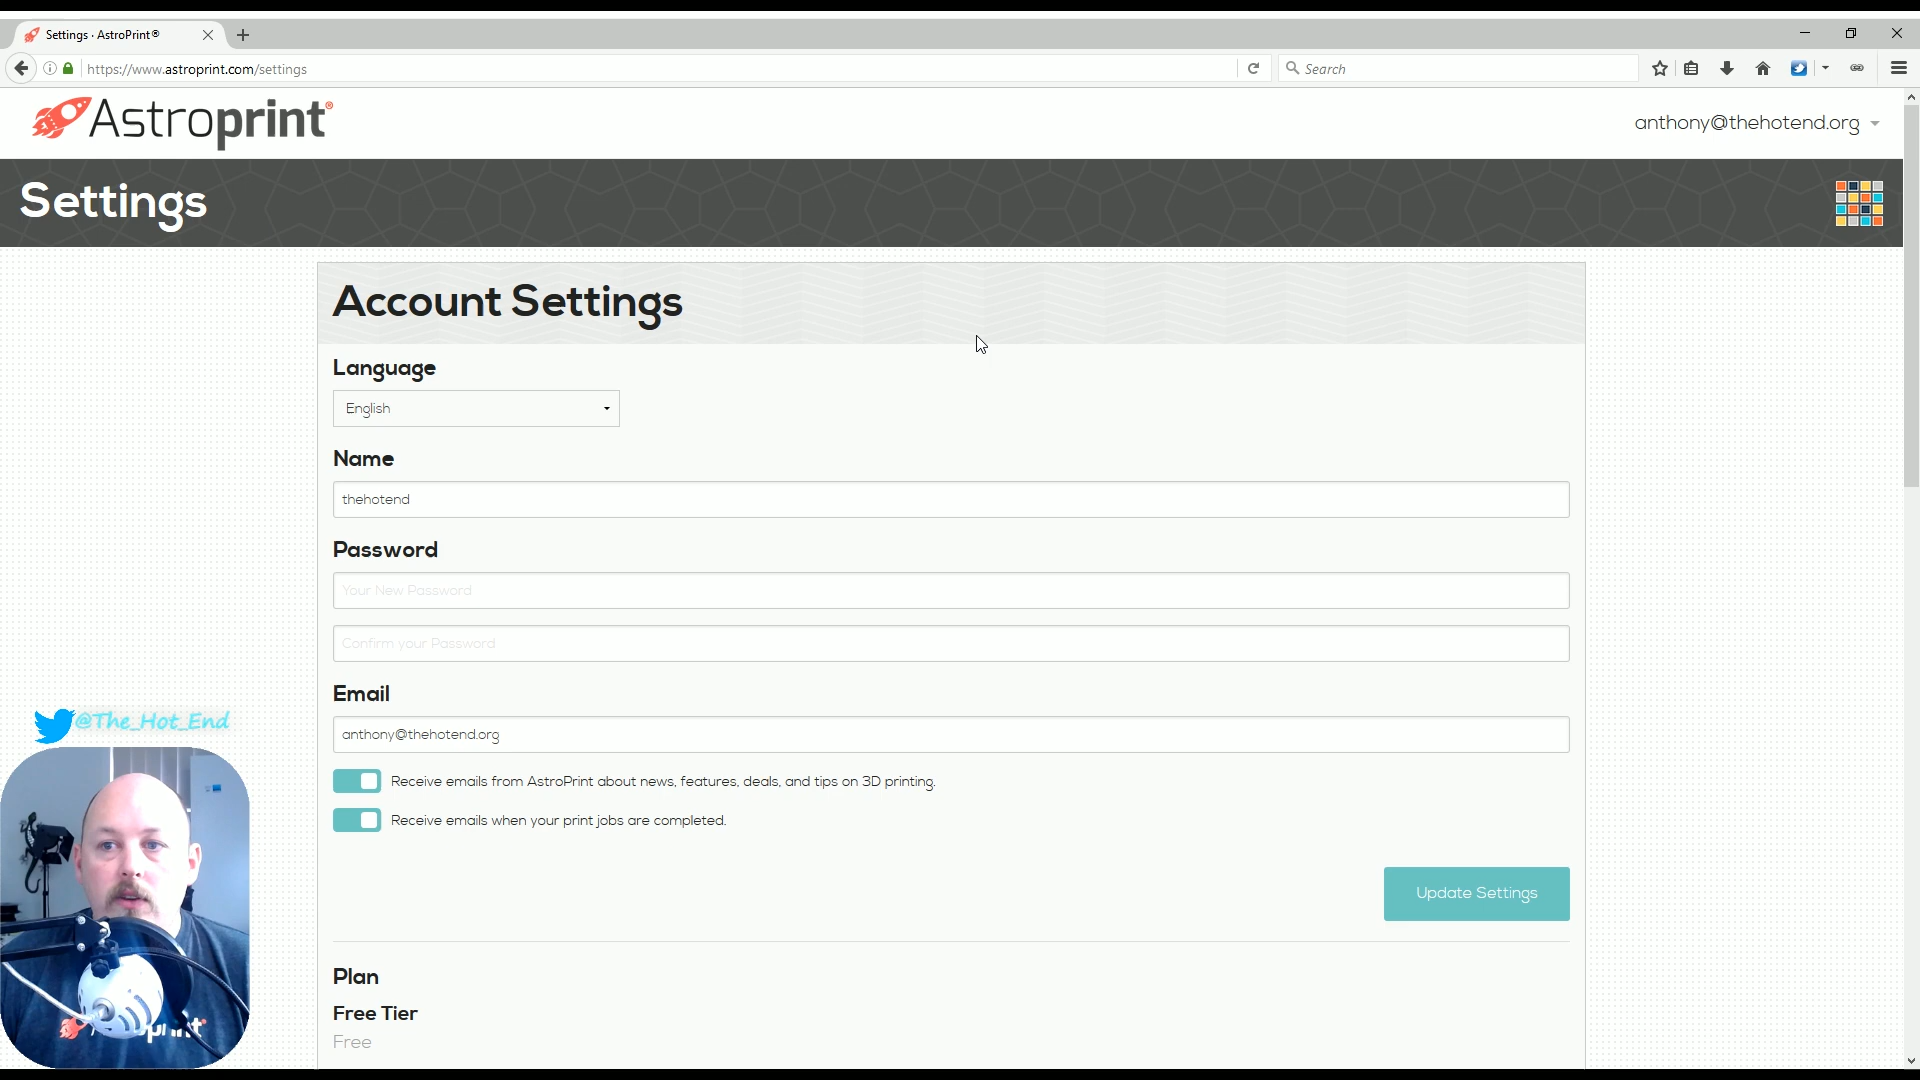 Settings · AstroPrint®
https://www.astroprint.com/settings
Search
Astroprint®
anthony@thehotend.org
Settings
Account Settings
Language
English
Name
thehotend
Password
Your New Password
Confirm your Password
Email
anthony@thehotend.org
Receive emails from AstroPrint about news, features, deals, and tips on 3D printing.
Receive emails when your print jobs are completed.
Update Settings
Plan
Free Tier
Free
@The_Hot_End